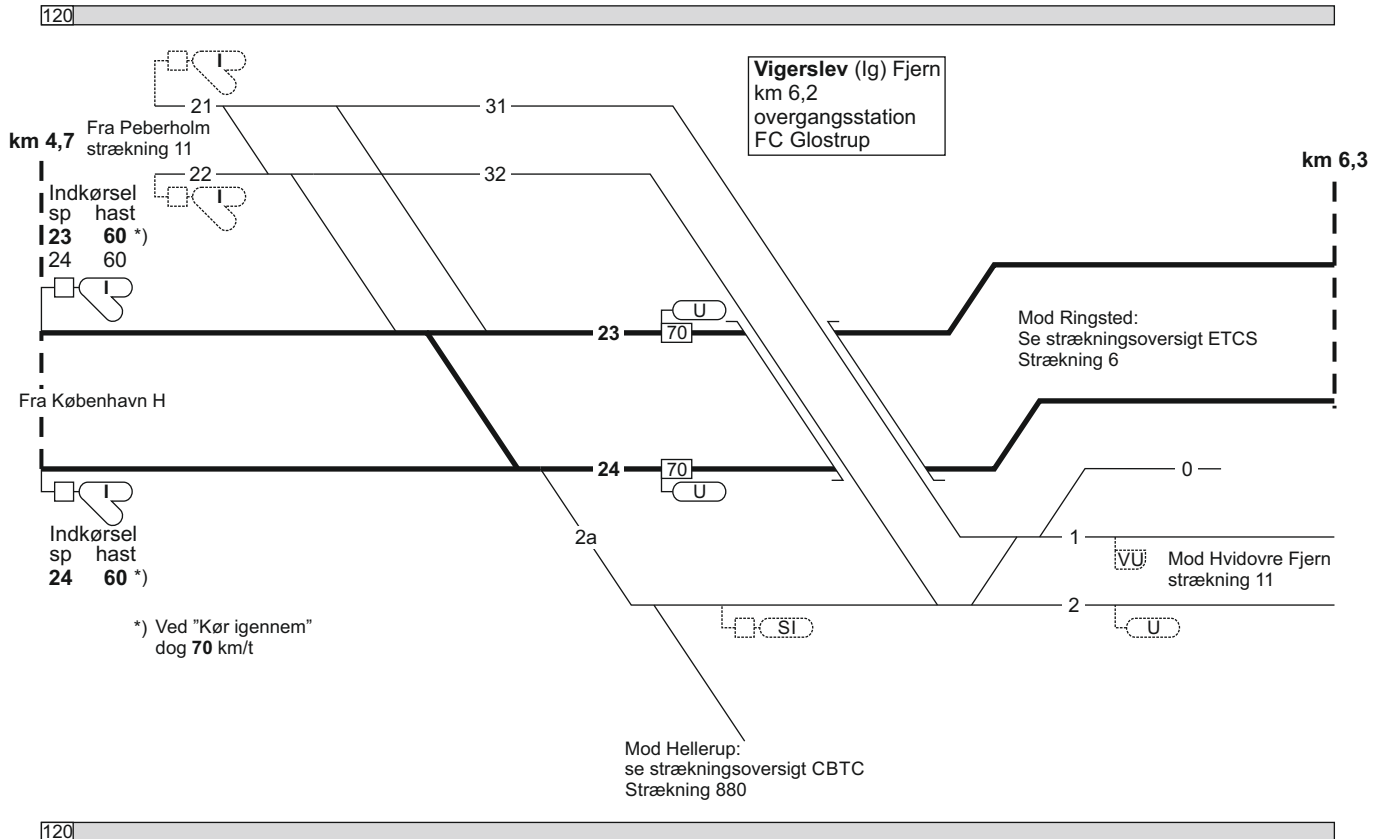 120
I
21
31
Vigerslev (Ig) Fjern
km 6,2
overgangsstation
FC Glostrup
km 4,7
Fra Peberholm
strækning 11
km 6,3
22
32
I
Indkørsel
sp hast
23 60 *)
24 60
I
U
23
70
Mod Ringsted:
Se strækningsoversigt ETCS
Strækning 6
Fra København H
24
70
U
0
I
Indkørsel
sp hast
24 60 *)
2a
1
VU
Mod Hvidovre Fjern
strækning 11
2
*) Ved ”Kør igennem”
dog 70 km/t
SI
U
Mod Hellerup:
se strækningsoversigt CBTC
Strækning 880
120